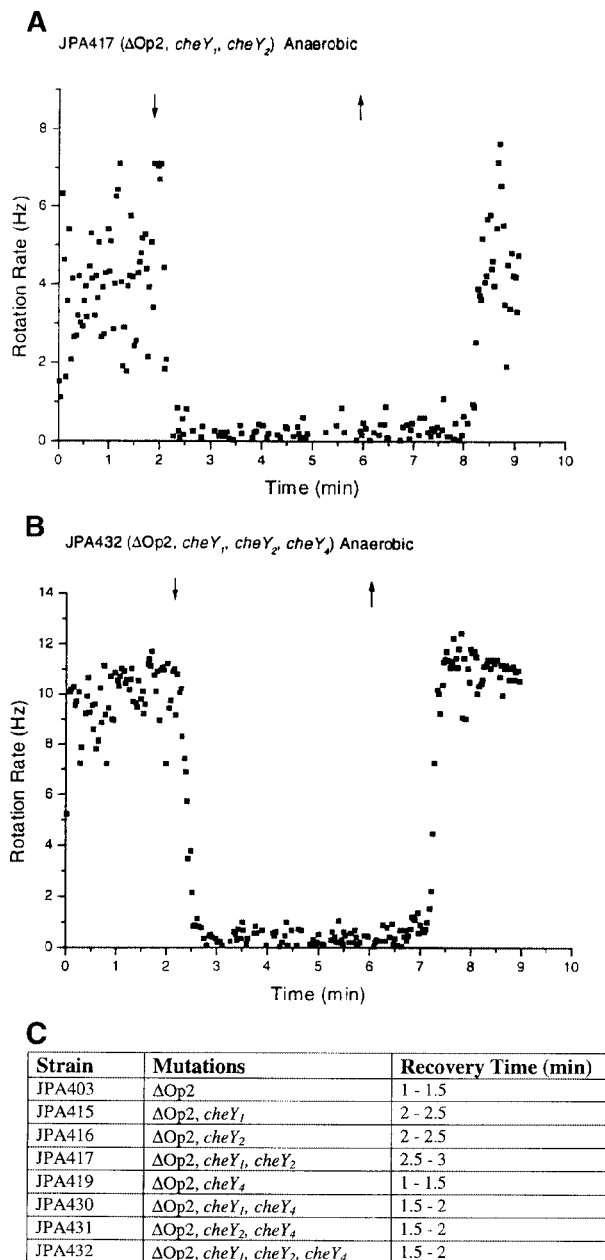 A
JPA417 (ΔOp2, cheY₁, cheY₂) Anaerobic
8
6
4
2
0
Rotation Rate (Hz)
0 1 2 3 4 5 6 7 8 9 10
Time (min)
B
JPA432 (ΔOp2, cheY₁, cheY₂, cheY₄) Anaerobic
14
12
10
8
6
4
2
0
Rotation Rate (Hz)
0 1 2 3 4 5 6 7 8 9 10
Time (min)
C
Strain Mutations Recovery Time (min)
JPA403 ΔOp2 1 - 1.5
JPA415 ΔOp2, cheY₁ 2 - 2.5
JPA416 ΔOp2, cheY₂ 2 - 2.5
JPA417 ΔOp2, cheY₁, cheY₂ 2.5 - 3
JPA419 ΔOp2, cheY₄ 1 - 1.5
JPA430 ΔOp2, cheY₁, cheY₄ 1.5 - 2
JPA431 ΔOp2, cheY₂, cheY₄ 1.5 - 2
JPA432 ΔOp2, cheY₁, cheY₂, cheY₄ 1.5 - 2